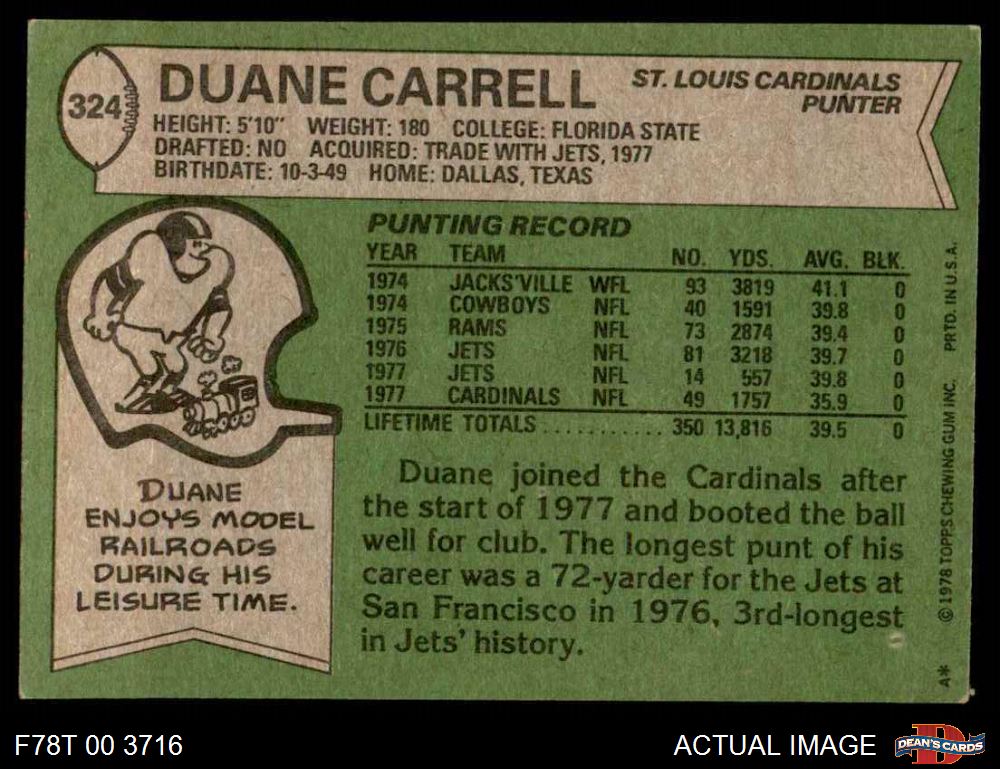 324
DUANE CARRELL
ST. LOUIS CARDINALS
PUNTER
HEIGHT: 5'10" WEIGHT: 180 COLLEGE: FLORIDA STATE
DRAFTED: NO ACQUIRED: TRADE WITH JETS, 1977
BIRTHDATE: 10-3-49 HOME: DALLAS, TEXAS
PUNTING RECORD
YEAR TEAM NO. YDS. AVG. BLK.
1974 JACKS'VILLE WFL 93 3819 41.1 0
1974 COWBOYS NFL 40 1591 39.8 0
1975 RAMS NFL 73 2874 39.4 0
1976 JETS NFL 81 3218 39.7 0
1977 JETS NFL 14 557 39.8 0
1977 CARDINALS NFL 49 1757 35.9 0
LIFETIME TOTALS ........... 350 13,816 39.5 0
Duane joined the Cardinals after
the start of 1977 and booted the ball
well for club. The longest punt of his
career was a 72-yarder for the Jets at
San Francisco in 1976, 3rd-longest
in Jets' history.
DUANE
ENJOYS MODEL
RAILROADS
DURING HIS
LEISURE TIME.
A* © 1978 TOPPS CHEWING GUM INC. PRTD. IN U.S.A.
F78T 00 3716
ACTUAL IMAGE
D
DEAN'S CARDS